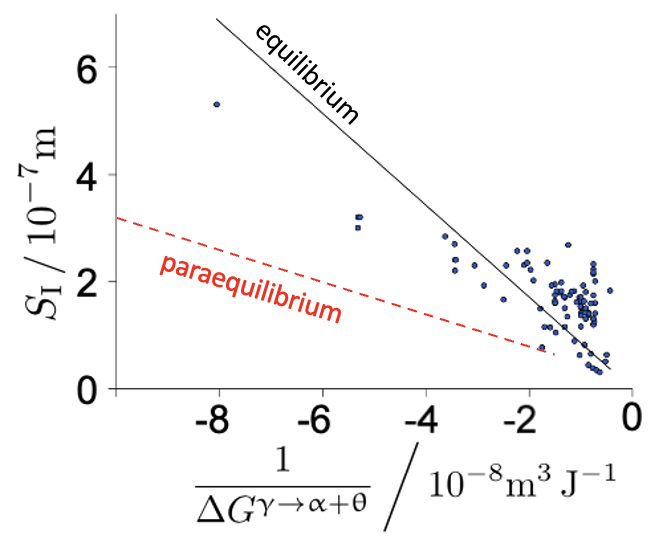 6
4
2
0
-8
-6
-4
-2
0
S_I / 10⁻⁷ m
equilibrium
paraequilibrium
1
ΔG^γ→α+θ
/ 10⁻⁸ m³ J⁻¹